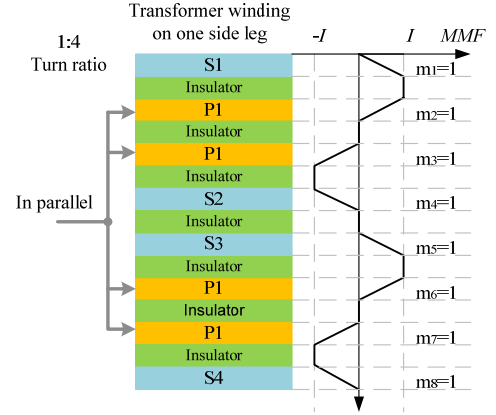 Transformer winding
on one side leg
1:4
Turn ratio
-I
I
MMF
S1
m1=1
Insulator
P1
m2=1
Insulator
P1
m3=1
Insulator
In parallel
S2
m4=1
Insulator
S3
m5=1
Insulator
P1
m6=1
Insulator
P1
m7=1
Insulator
S4
m8=1